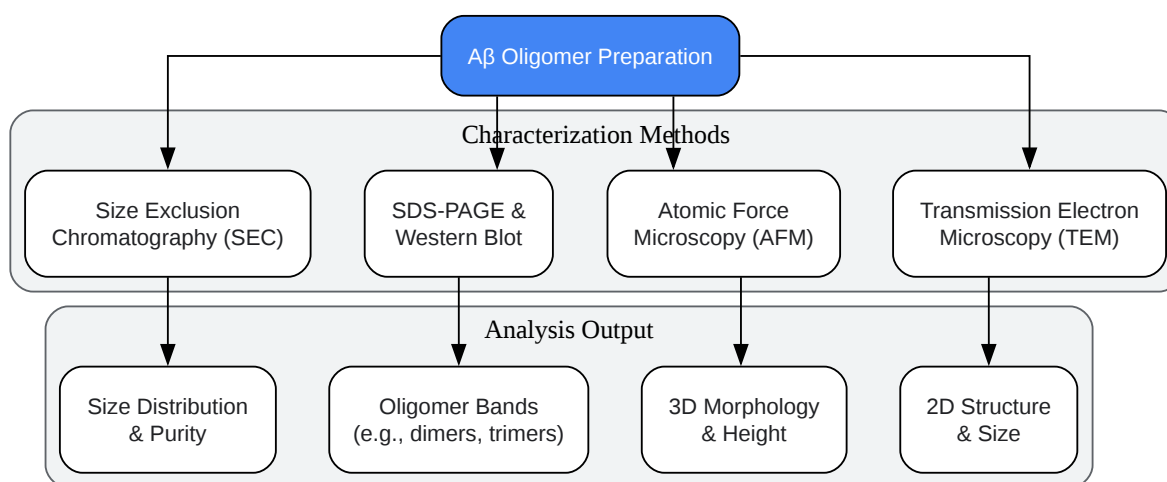 Aβ Oligomer Preparation
Characterization Methods
Size Exclusion
Chromatography (SEC)
SDS-PAGE &
Western Blot
Atomic Force
Microscopy (AFM)
Transmission Electron
Microscopy (TEM)
Analysis Output
Size Distribution
& Purity
Oligomer Bands
(e.g., dimers, trimers)
3D Morphology
& Height
2D Structure
& Size